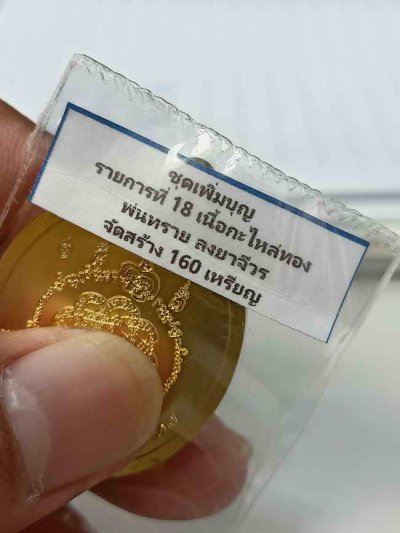 ชุดเพิ่มบุญ
รายการที่ 18 เนื้อกะไหล่ทอง
พ่นทราย ลงยาจีวร
จัดสร้าง 160 เหรียญ